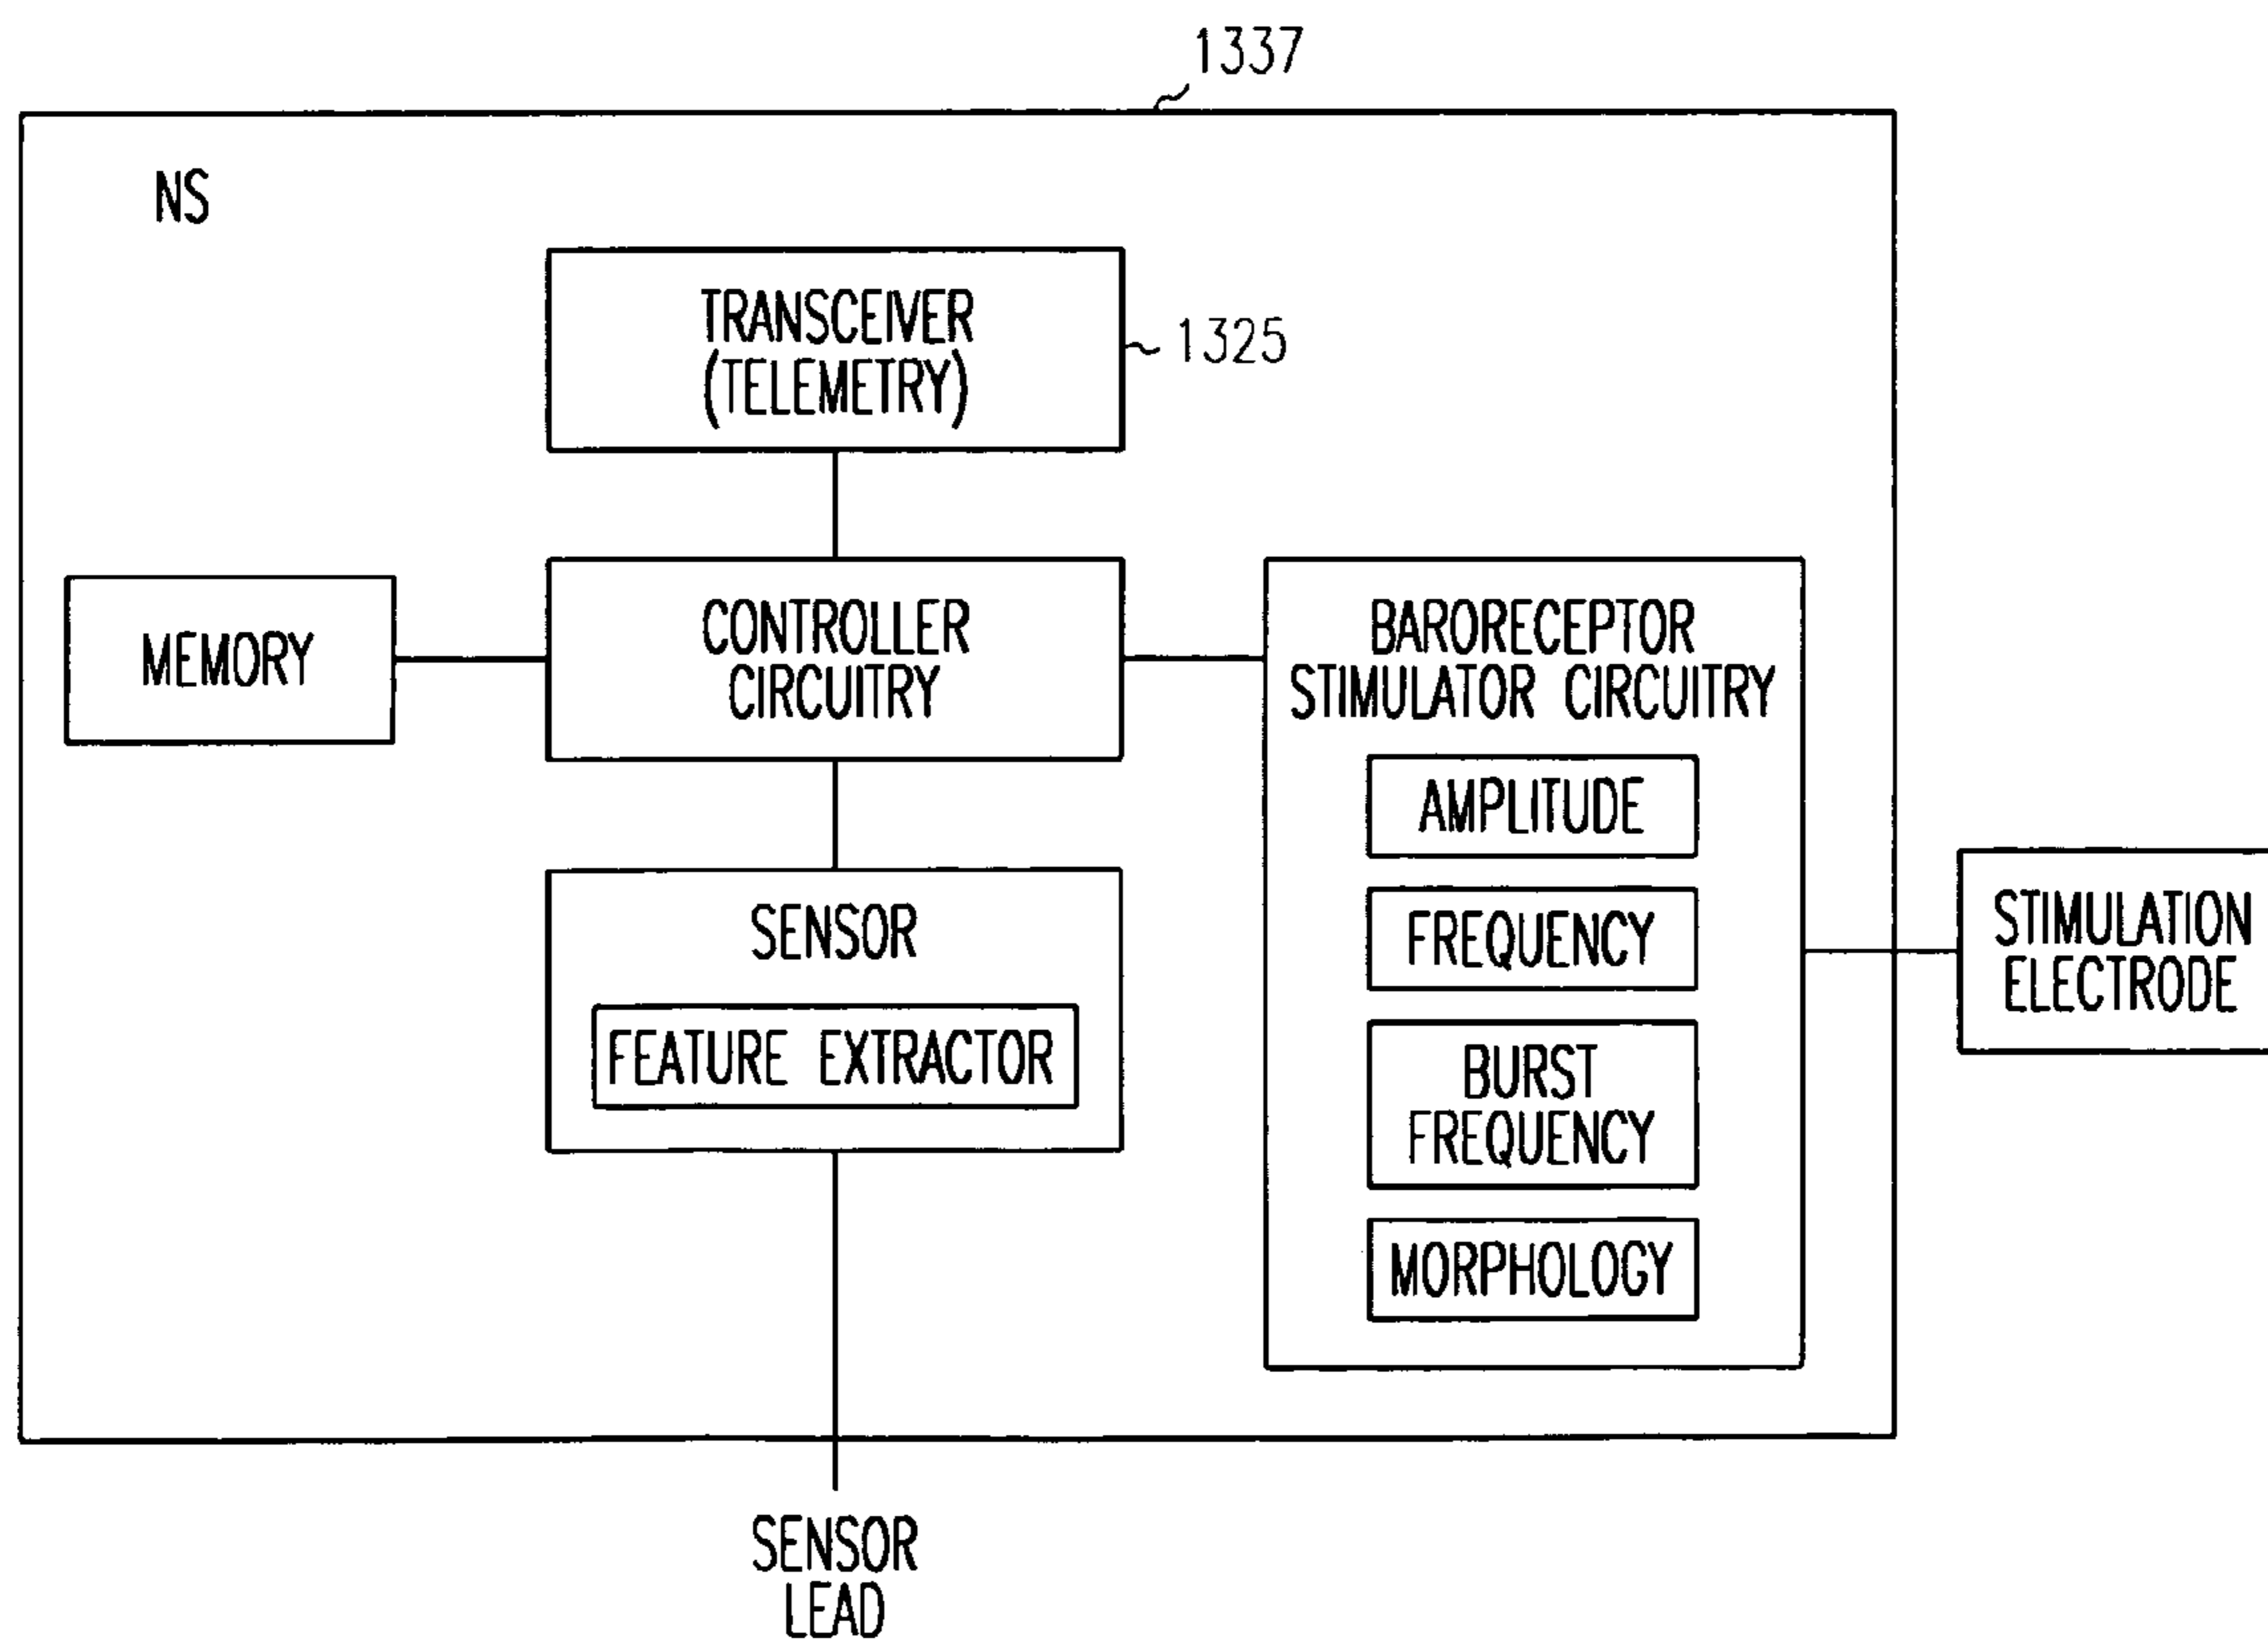 1337
NS
TRANSCEIVER
(TELEMETRY)
1325
MEMORY
CONTROLLER
CIRCUITRY
BARORECEPTOR
STIMULATOR CIRCUITRY
AMPLITUDE
FREQUENCY
BURST
FREQUENCY
MORPHOLOGY
SENSOR
FEATURE EXTRACTOR
STIMULATION
ELECTRODE
SENSOR
LEAD